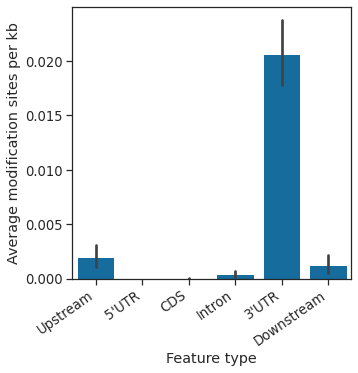 Average modification sites per kb
0.020
0.015
0.010
0.005
0.000
Upstream
5'UTR
CDS
Intron
3'UTR
Downstream
Feature type